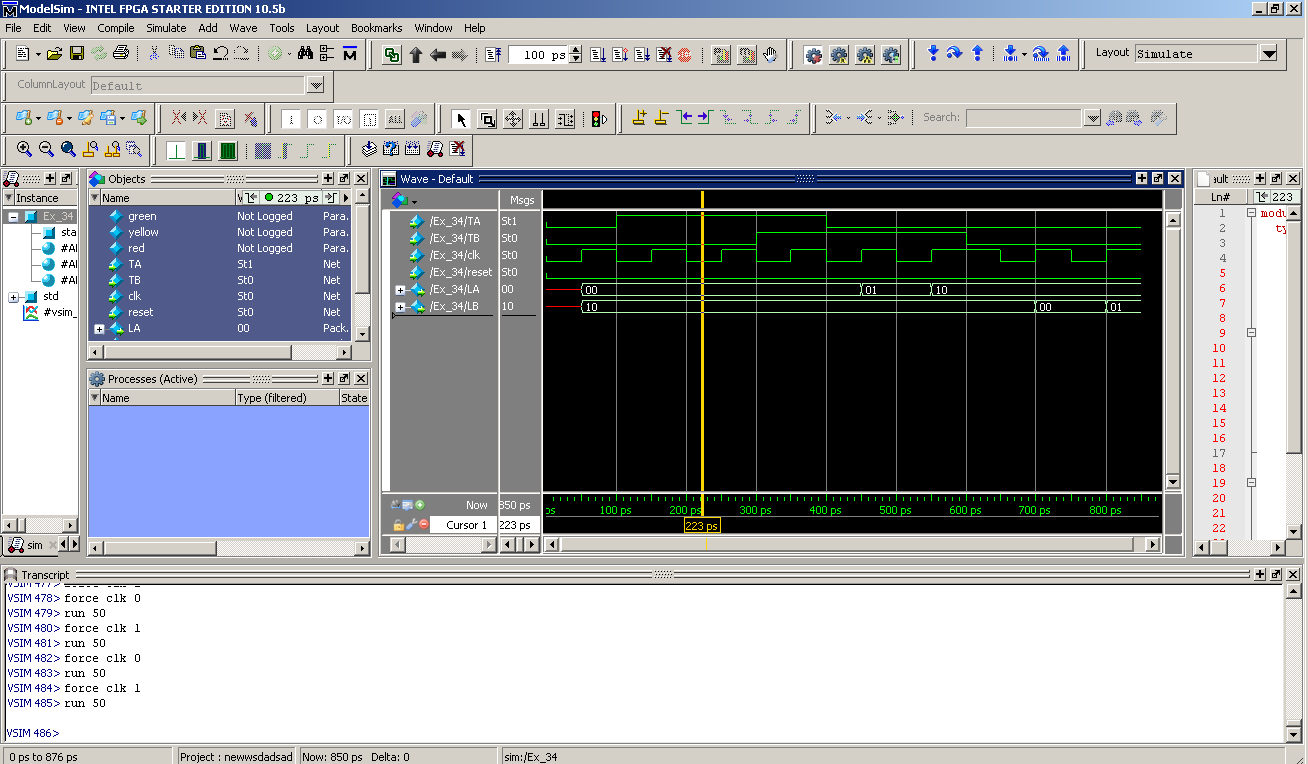 ModelSim - INTEL FPGA STARTER EDITION 10.5b
File Edit View Compile Simulate Add Wave Tools Layout Bookmarks Window Help
100 ps
Layout Simulate
ColumnLayout Default
Search:
Instance
Ex_34
sta
#Al
#Al
#Al
std
#vsim_
sim
Objects
Name
223 ps
green Not Logged Para.
yellow Not Logged Para.
red Not Logged Para.
TA St1 Net
TB St0 Net
clk St0 Net
reset St0 Net
LA 00 Pack.
Processes (Active)
Name Type (filtered) State
Wave - Default
Msgs
/Ex_34/TA St1
/Ex_34/TB St0
/Ex_34/clk St0
/Ex_34/reset St0
/Ex_34/LA 00 00 01 10
/Ex_34/LB 10 10 00 01
Now 850 ps
ps 100 ps 200 ps 300 ps 400 ps 500 ps 600 ps 700 ps 800 ps
Cursor 1 223 ps 223 ps
ault
Ln# 223
1 modu
2 ty
3
4
5
6
7
8
9
10
11
12
13
14
15
16
17
18
19
20
21
22
Transcript
VSIM 478> force clk 0
VSIM 479> run 50
VSIM 480> force clk 1
VSIM 481> run 50
VSIM 482> force clk 0
VSIM 483> run 50
VSIM 484> force clk 1
VSIM 485> run 50
VSIM 486>
0 ps to 876 ps Project : newwsdadsad Now: 850 ps Delta: 0 sim:/Ex_34